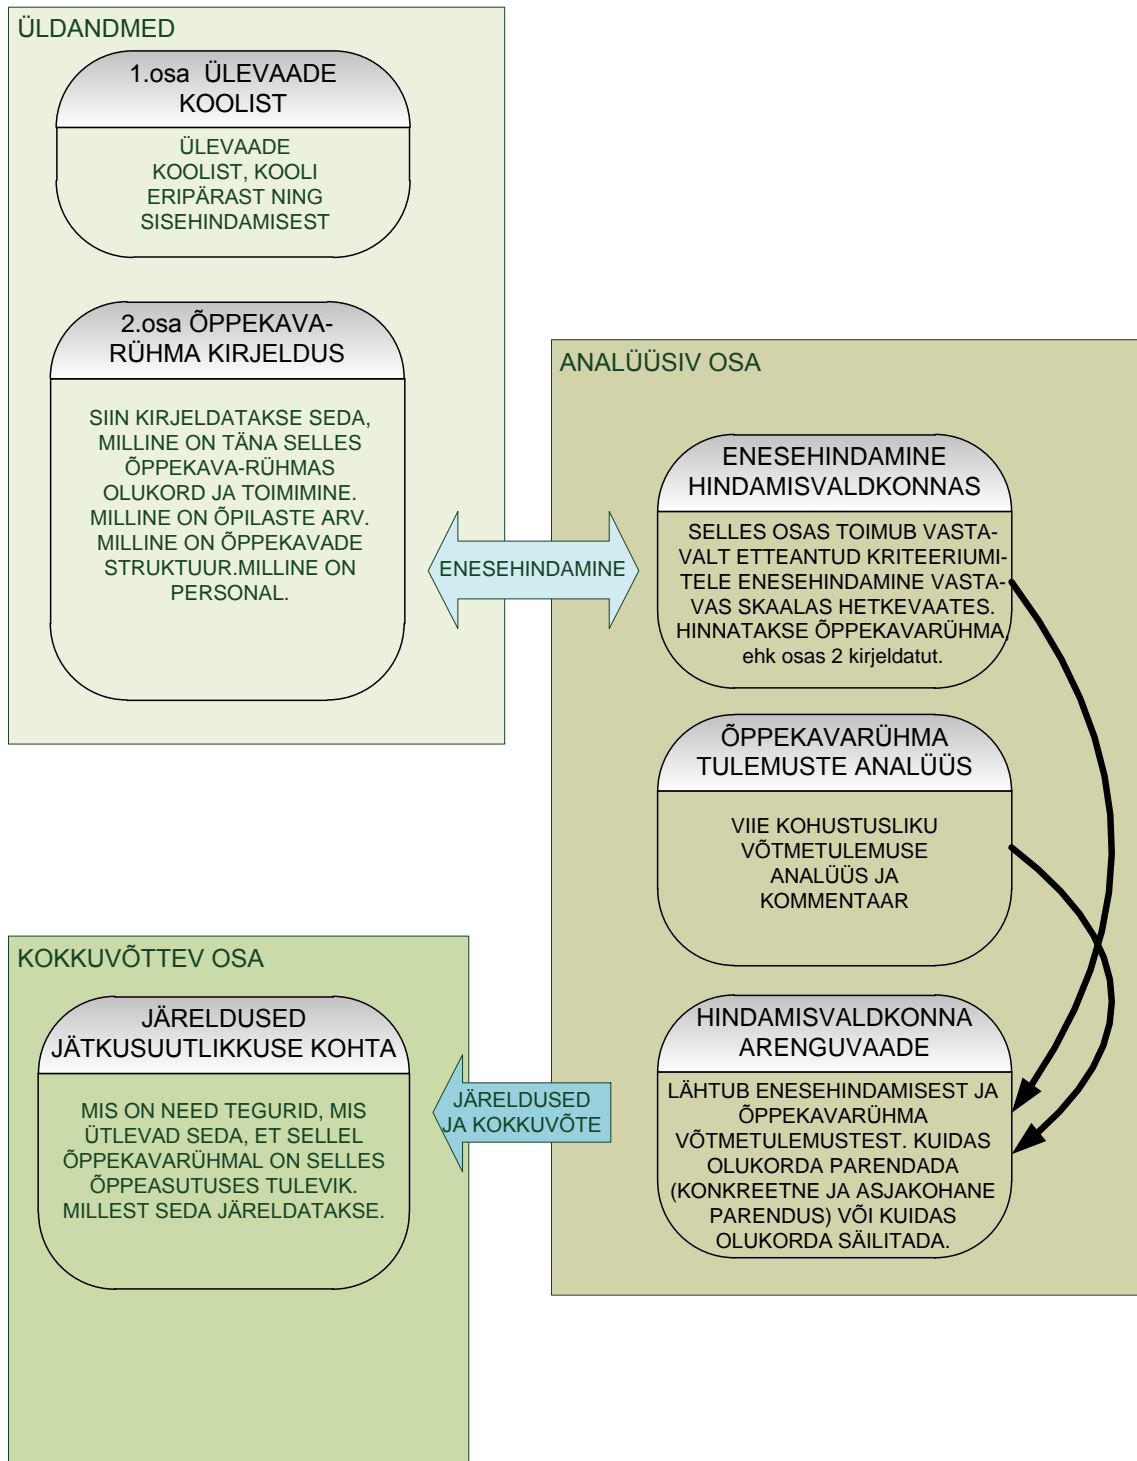 ÜLDANDMED
1.osa ÜLEVAADE
KOOLIST
ÜLEVAADE
KOOLIST, KOOLI
ERIPÄRAST NING
SISEHINDAMISEST
2.osa ÕPPEKAVA-
RÜHMA KIRJELDUS
SIIN KIRJELDATAKSE SEDA,
MILLINE ON TÄNA SELLES
ÕPPEKAVA-RÜHMAS
OLUKORD JA TOIMIMINE.
MILLINE ON ÕPILASTE ARV.
MILLINE ON ÕPPEKAVADE
STRUKTUUR.MILLINE ON
PERSONAL.
ENESEHINDAMINE
ANALÜÜSIV OSA
ENESEHINDAMINE
HINDAMISVALDKONNAS
SELLES OSAS TOIMUB VASTA-
VALT ETTEANTUD KRITEERIUMI-
TELE ENESEHINDAMINE VASTA-
VAS SKAALAS HETKEVAATES.
HINNATAKSE ÕPPEKAVARÜHMA,
ehk osas 2 kirjeldatut.
ÕPPEKAVARÜHMA
TULEMUSTE ANALÜÜS
VIIE KOHUSTUSLIKU
VÕTMETULEMUSE
ANALÜÜS JA
KOMMENTAAR
HINDAMISVALDKONNA
ARENGUVAADE
LÄHTUB ENESEHINDAMISEST JA
ÕPPEKAVARÜHMA
VÕTMETULEMUSTEST. KUIDAS
OLUKORDA PARENDADA
(KONKREETNE JA ASJAKOHANE
PARENDUS) VÕI KUIDAS
OLUKORDA SÄILITADA.
JÄRELDUSED
JA KOKKUVÕTE
KOKKUVÕTTEV OSA
JÄRELDUSED
JÄTKUSUUTLIKKUSE KOHTA
MIS ON NEED TEGURID, MIS
ÜTLEVAD SEDA, ET SELLEL
ÕPPEKAVARÜHMAL ON SELLES
ÕPPEASUTUSES TULEVIK.
MILLEST SEDA JÄRELDATAKSE.